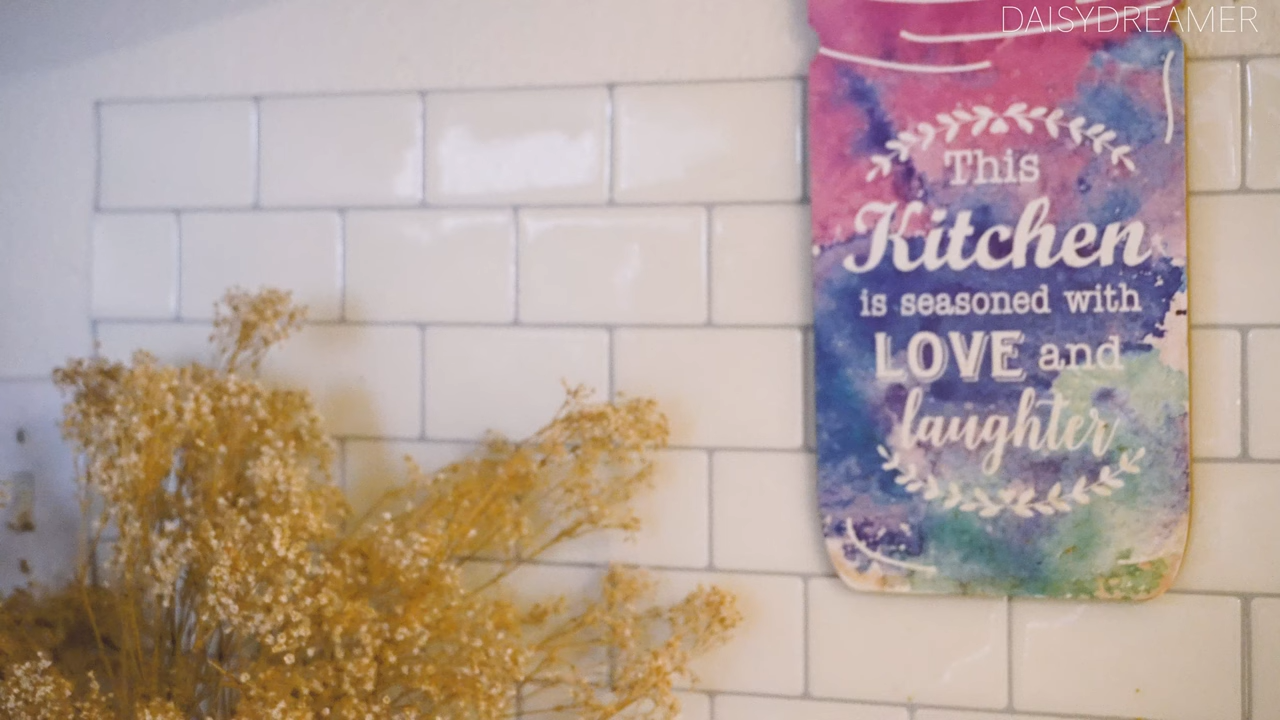 DAISYDREAMER
This
Kitchen
is seasoned with
LOVE and
laughter